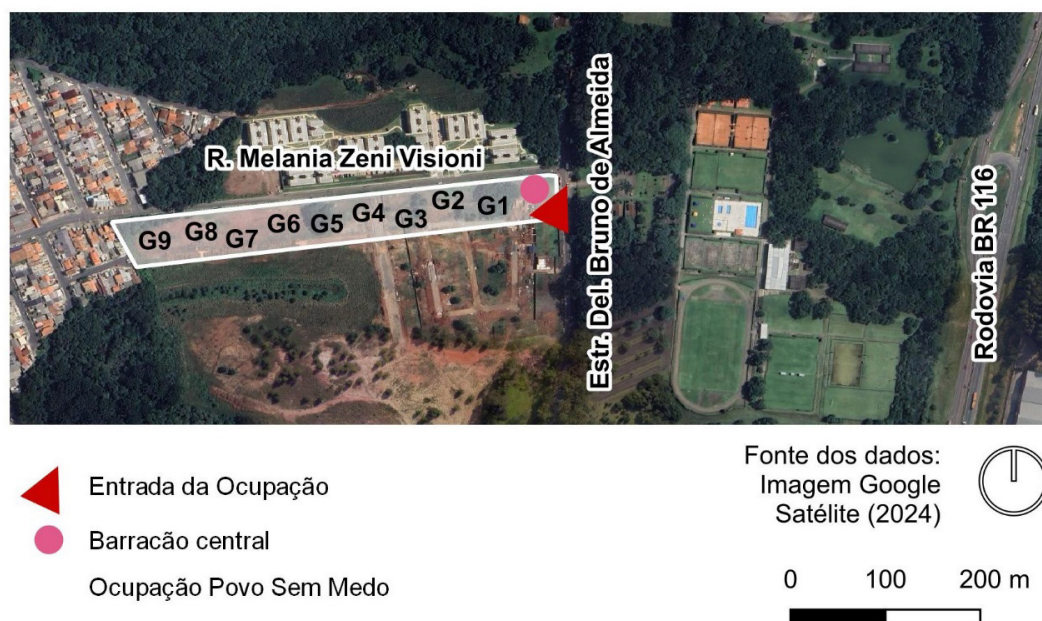 R. Melania Zeni Visioni
Estr. Del. Bruno de Almeida
Rodovia BR 116
G9 G8 G7 G6 G5 G4 G3 G2 G1
Entrada da Ocupação
Barracão central
Ocupação Povo Sem Medo
Fonte dos dados:
Imagem Google
Satélite (2024)
0 100 200 m